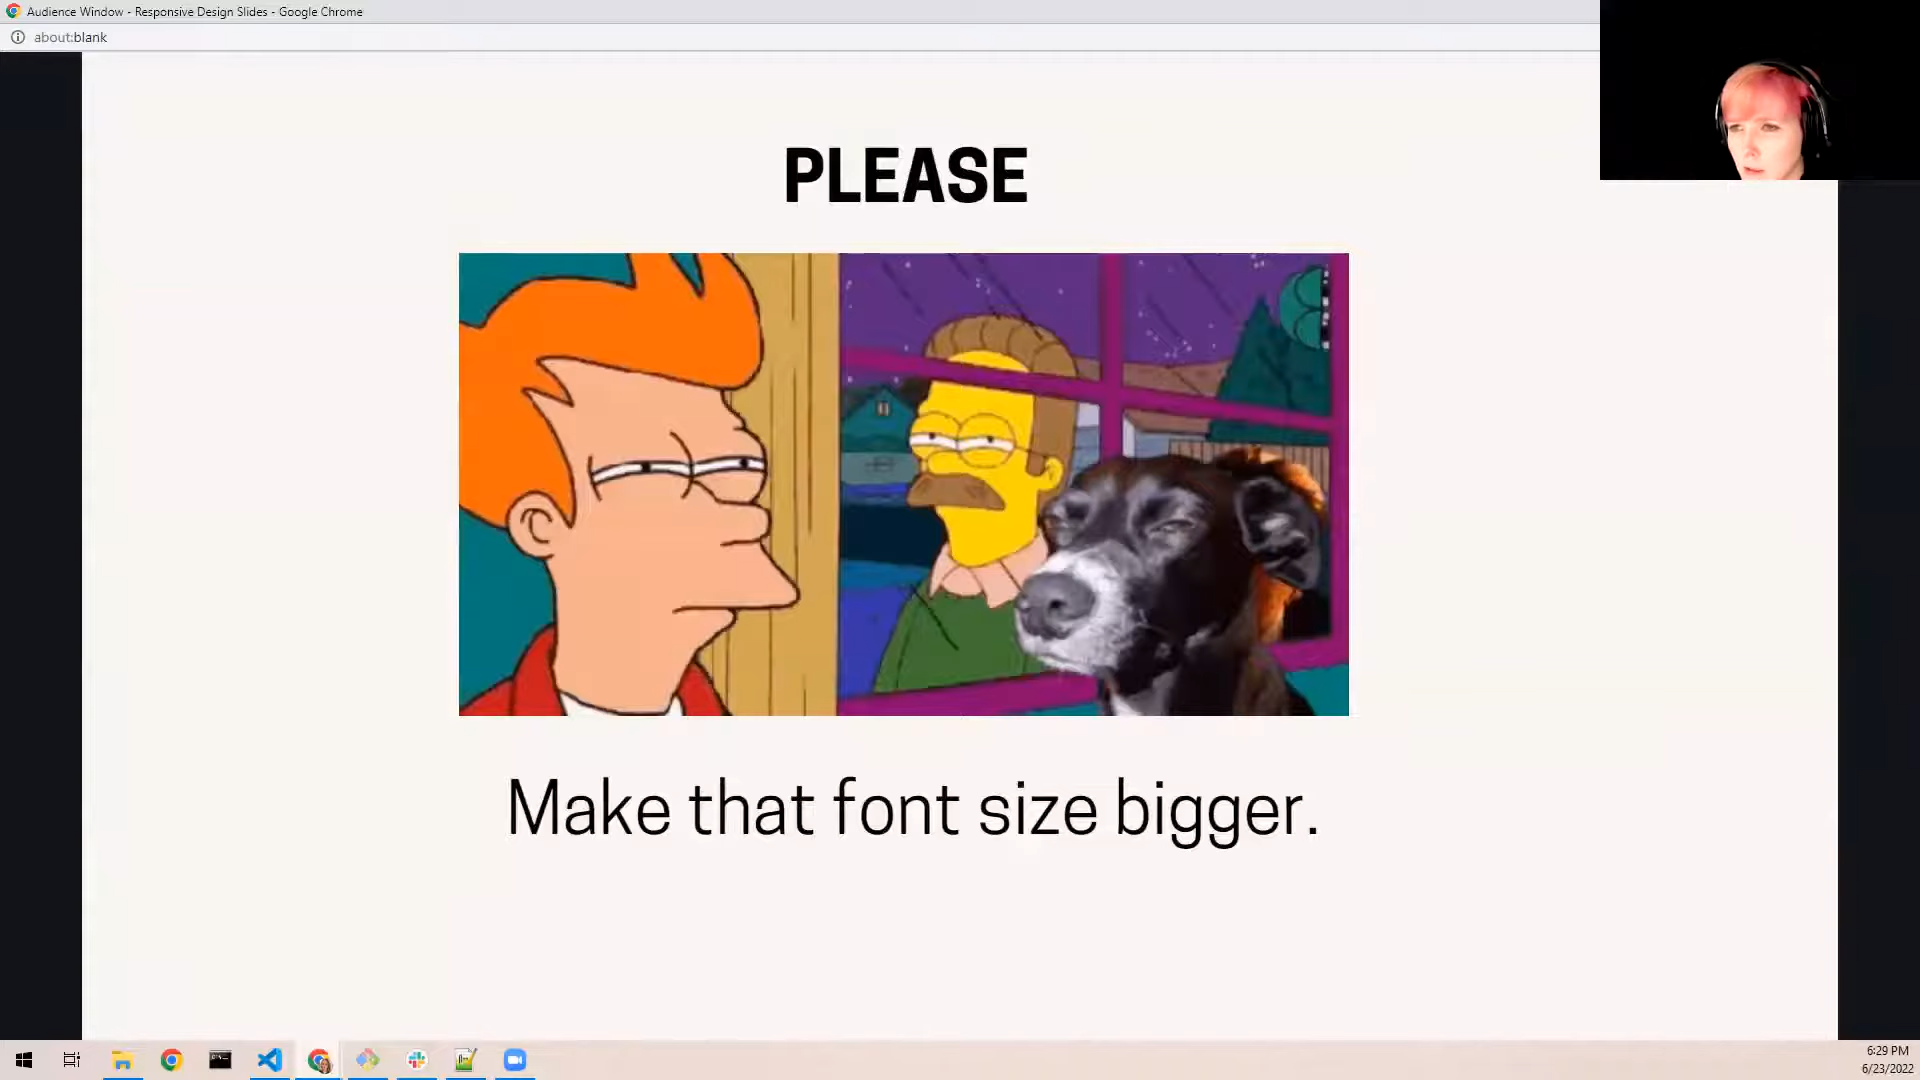 Audience Window - Responsive Design Slides - Google Chrome
about:blank
PLEASE
Make that font size bigger.
6:29 PM
6/23/2022